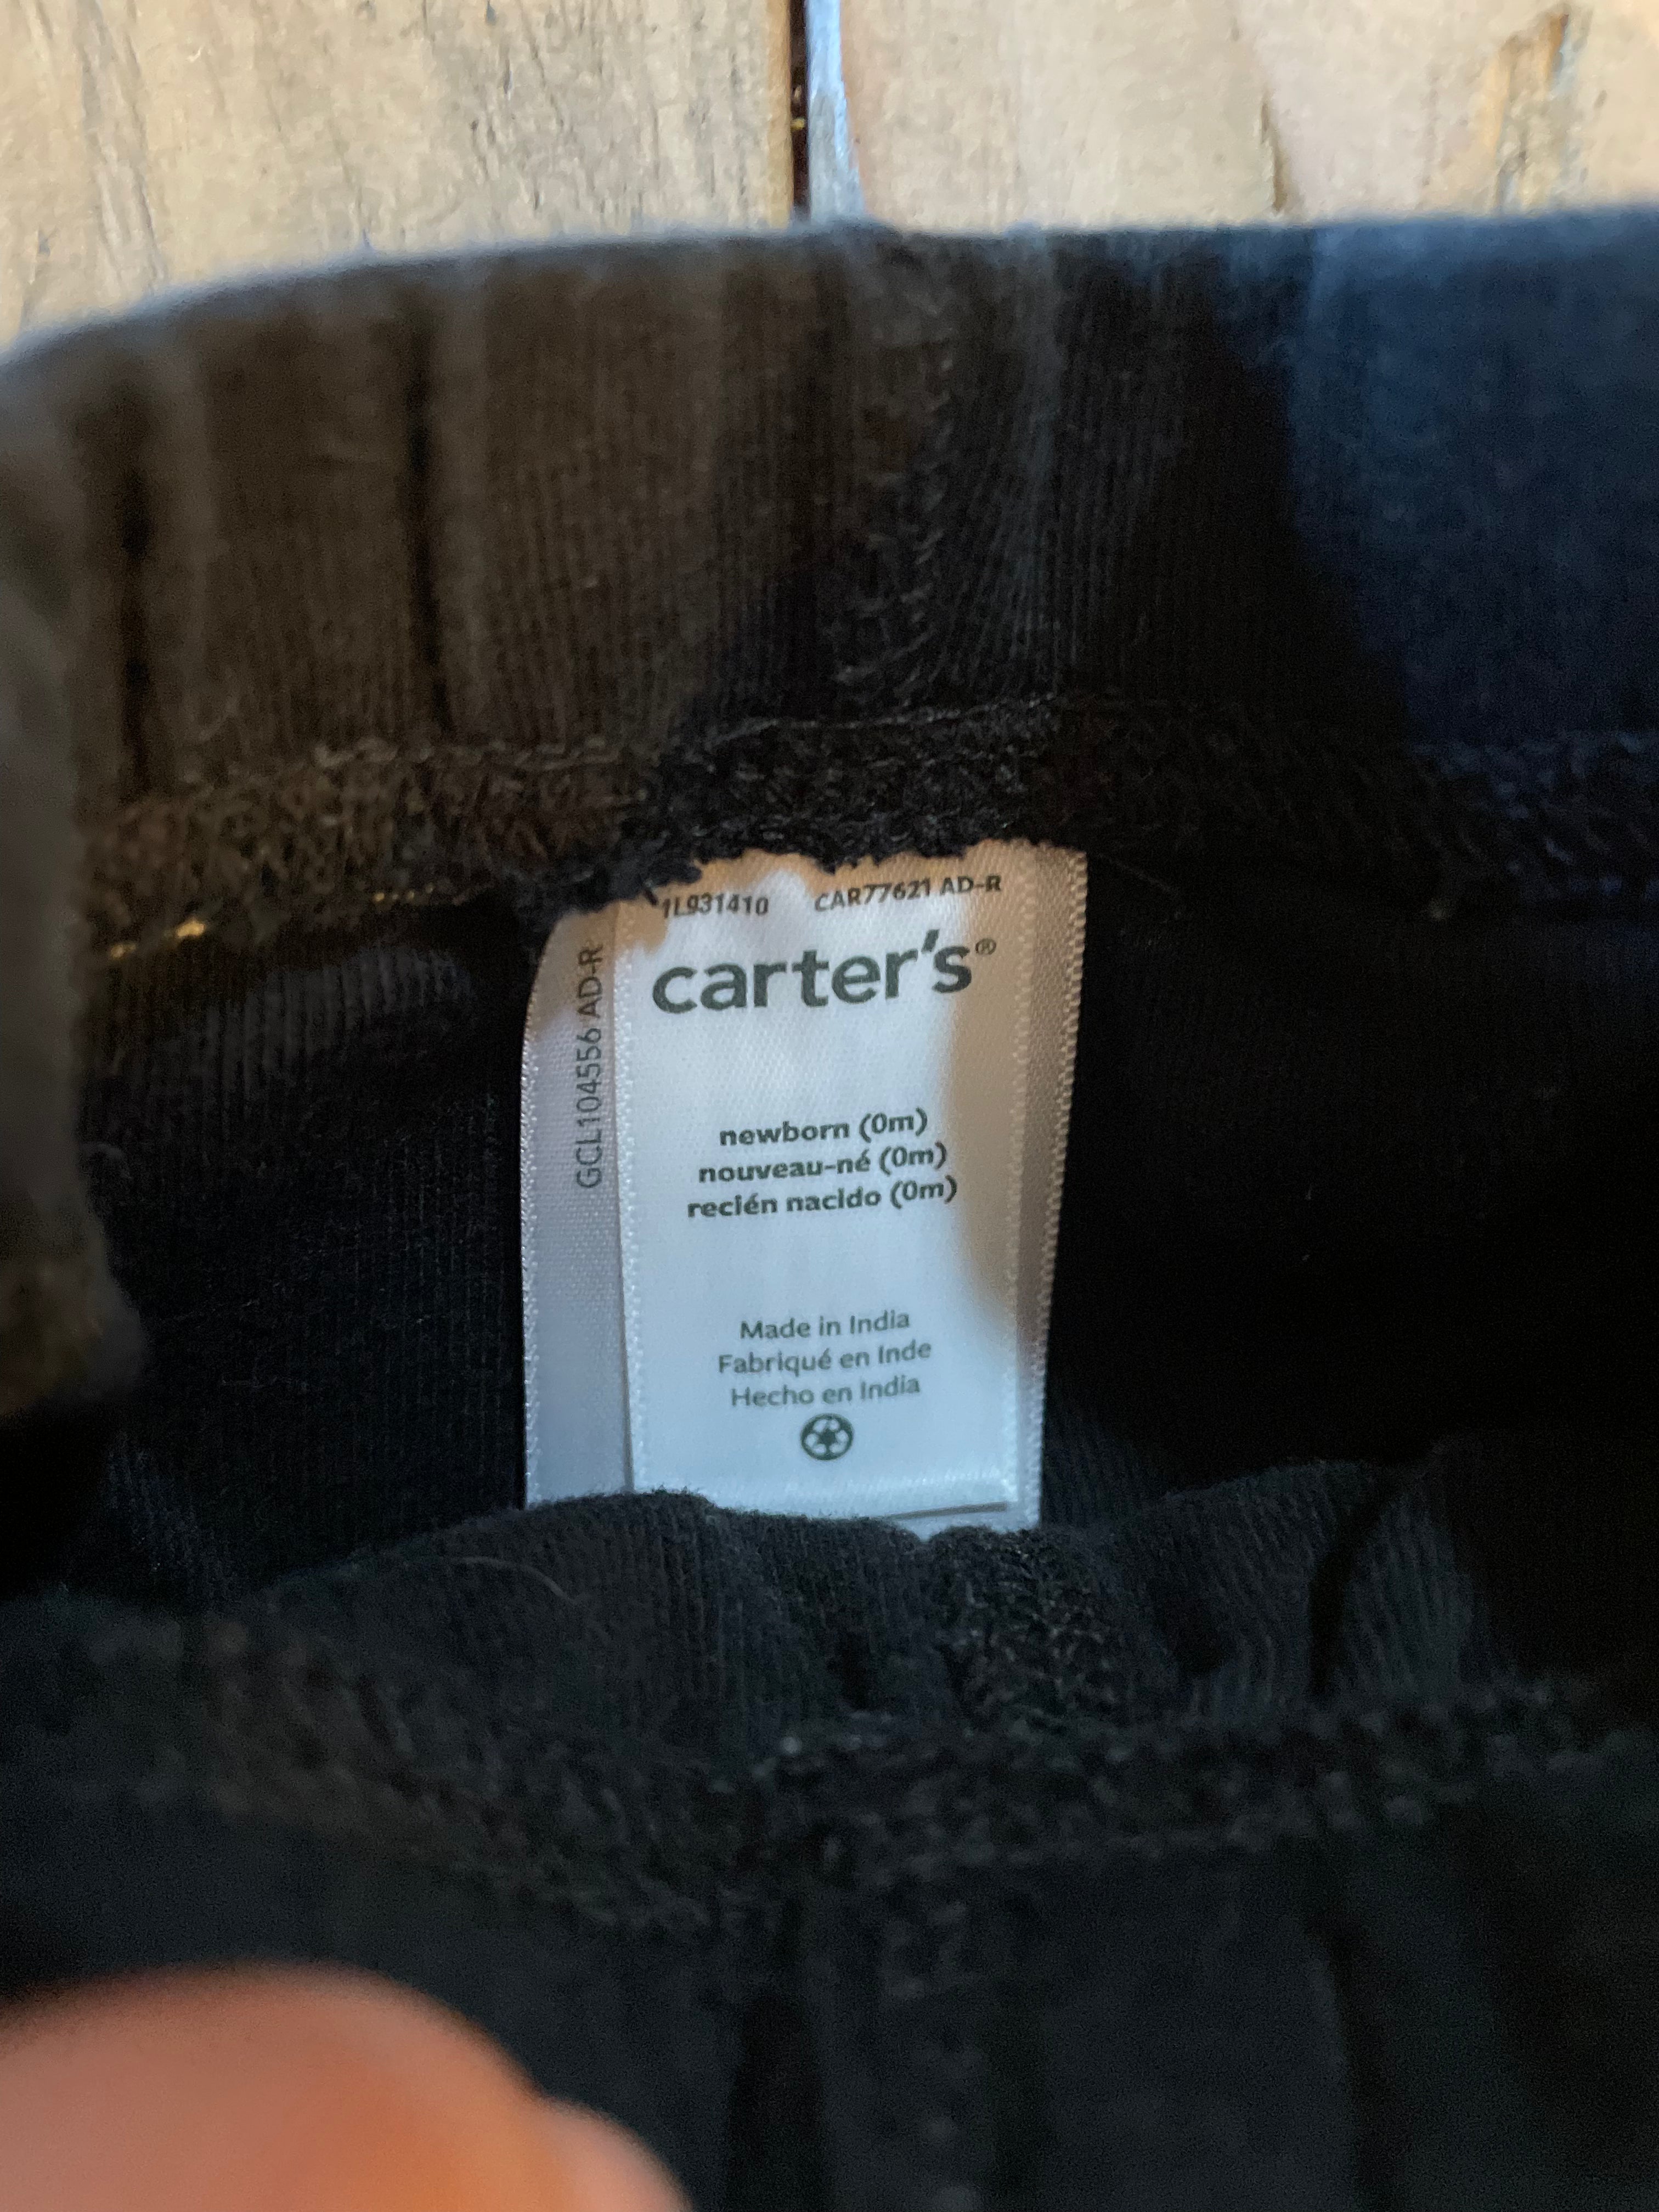 1L931410 CAR77621 AD-R
carter's®
newborn (0m)
nouveau-né (0m)
recién nacido (0m)
Made in India
Fabriqué en Inde
Hecho en India
GCL104556 AD-R